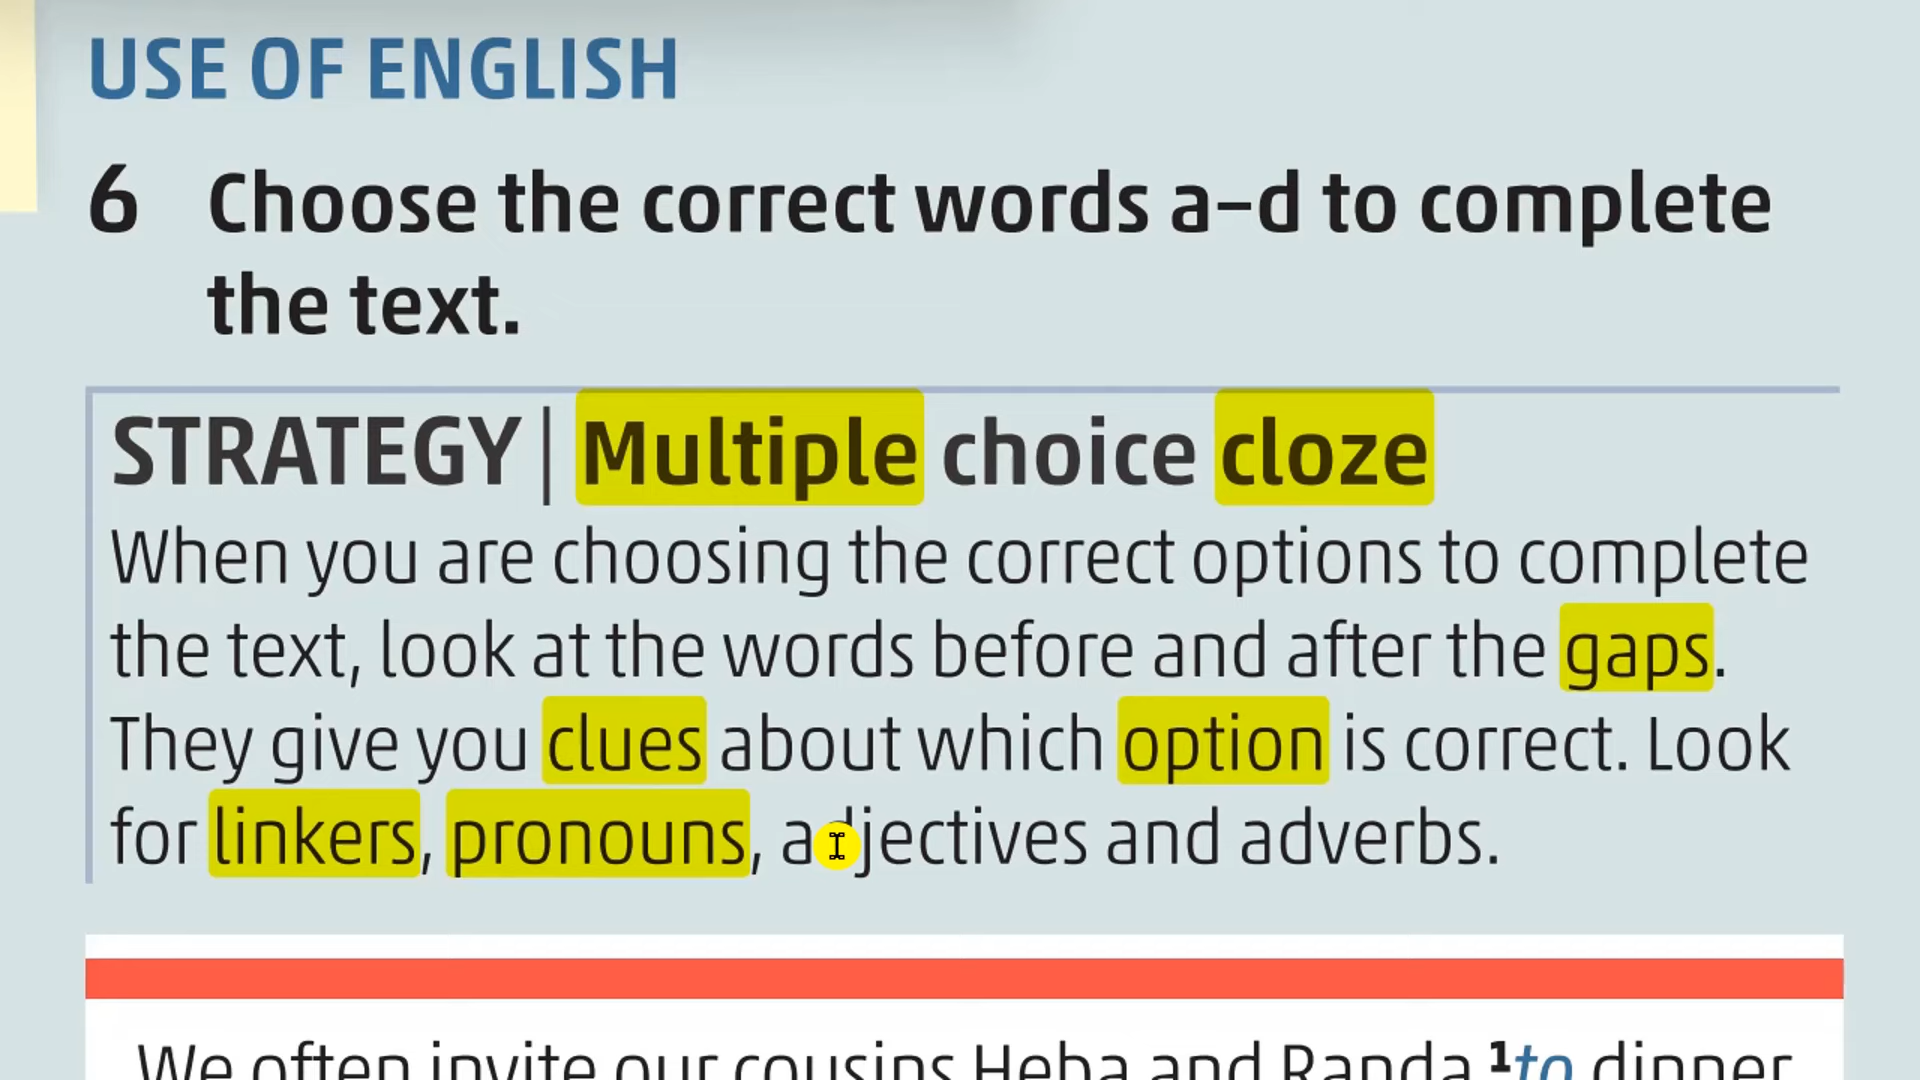 USE OF ENGLISH
6 Choose the correct words a–d to complete
the text.
STRATEGY | Multiple choice cloze
When you are choosing the correct options to complete
the text, look at the words before and after the gaps.
They give you clues about which option is correct. Look
for linkers, pronouns, adjectives and adverbs.
We often invite our cousins Heba and Randa ¹to dinner